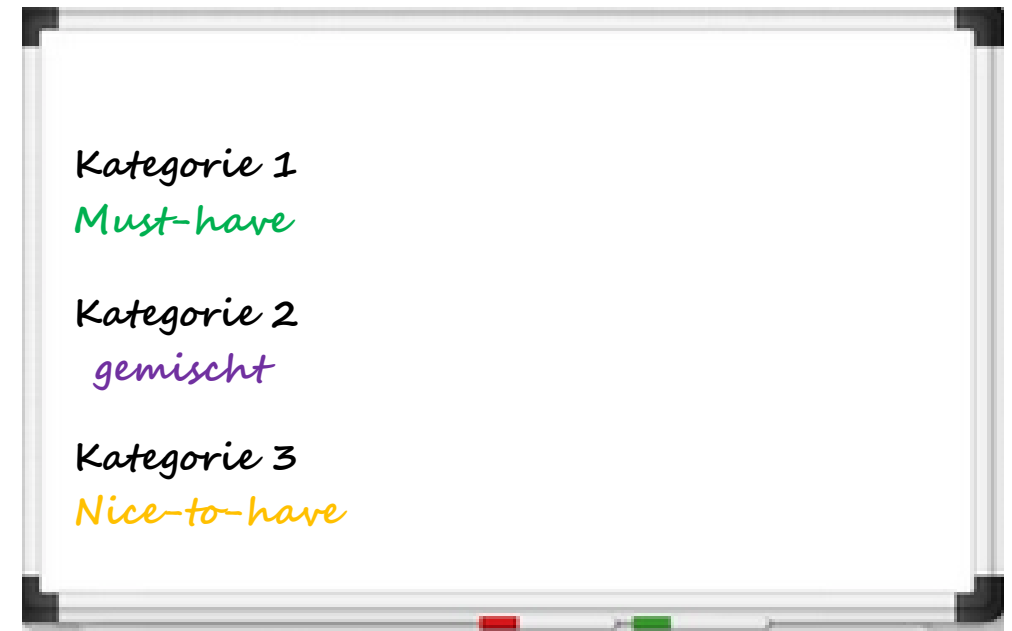 Kategorie 1
Must-have
Kategorie 2
gemischt
Kategorie 3
Nice-to-have